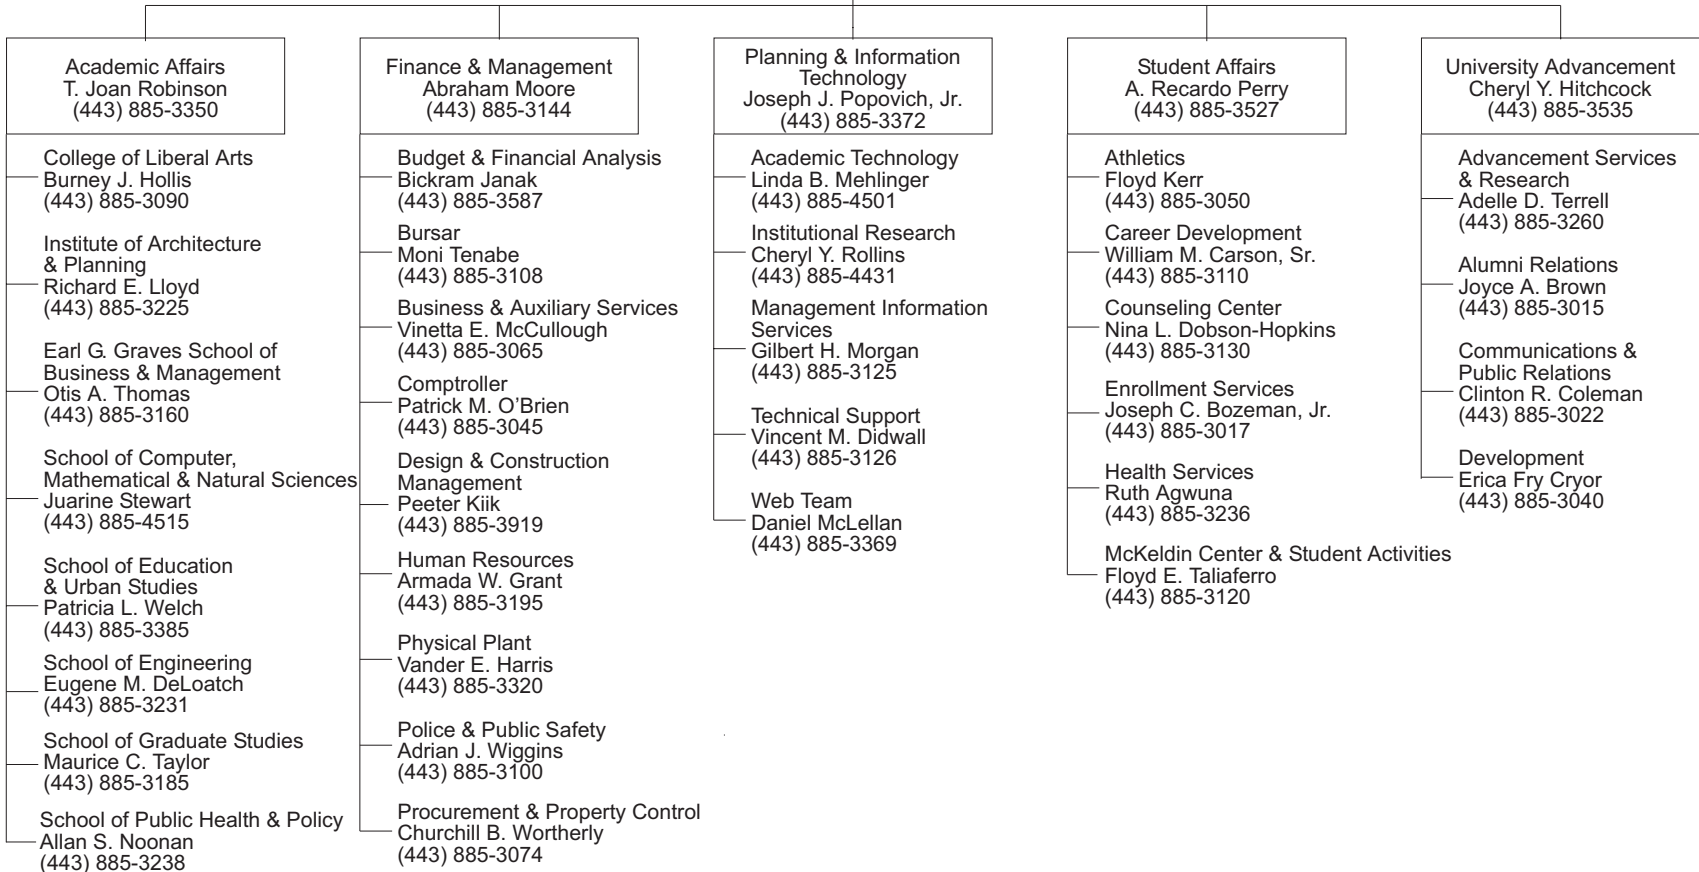 Academic Affairs
T. Joan Robinson
(443) 885-3350
College of Liberal Arts
Burney J. Hollis
(443) 885-3090
Institute of Architecture
& Planning
Richard E. Lloyd
(443) 885-3225
Earl G. Graves School of
Business & Management
Otis A. Thomas
(443) 885-3160
School of Computer,
Mathematical & Natural Sciences
Juarine Stewart
(443) 885-4515
School of Education
& Urban Studies
Patricia L. Welch
(443) 885-3385
School of Engineering
Eugene M. DeLoatch
(443) 885-3231
School of Graduate Studies
Maurice C. Taylor
(443) 885-3185
School of Public Health & Policy
Allan S. Noonan
(443) 885-3238
Finance & Management
Abraham Moore
(443) 885-3144
Budget & Financial Analysis
Bickram Janak
(443) 885-3587
Bursar
Moni Tenabe
(443) 885-3108
Business & Auxiliary Services
Vinetta E. McCullough
(443) 885-3065
Comptroller
Patrick M. O’Brien
(443) 885-3045
Design & Construction
Management
Peeter Kiik
(443) 885-3919
Human Resources
Armada W. Grant
(443) 885-3195
Physical Plant
Vander E. Harris
(443) 885-3320
Police & Public Safety
Adrian J. Wiggins
(443) 885-3100
Procurement & Property Control
Churchill B. Wortherly
(443) 885-3074
Planning & Information
Technology
Joseph J. Popovich, Jr.
(443) 885-3372
Academic Technology
Linda B. Mehlinger
(443) 885-4501
Institutional Research
Cheryl Y. Rollins
(443) 885-4431
Management Information
Services
Gilbert H. Morgan
(443) 885-3125
Technical Support
Vincent M. Didwall
(443) 885-3126
Web Team
Daniel McLellan
(443) 885-3369
Student Affairs
A. Recardo Perry
(443) 885-3527
Athletics
Floyd Kerr
(443) 885-3050
Career Development
William M. Carson, Sr.
(443) 885-3110
Counseling Center
Nina L. Dobson-Hopkins
(443) 885-3130
Enrollment Services
Joseph C. Bozeman, Jr.
(443) 885-3017
Health Services
Ruth Agwuna
(443) 885-3236
McKeldin Center & Student Activities
Floyd E. Taliaferro
(443) 885-3120
University Advancement
Cheryl Y. Hitchcock
(443) 885-3535
Advancement Services
& Research
Adelle D. Terrell
(443) 885-3260
Alumni Relations
Joyce A. Brown
(443) 885-3015
Communications &
Public Relations
Clinton R. Coleman
(443) 885-3022
Development
Erica Fry Cryor
(443) 885-3040